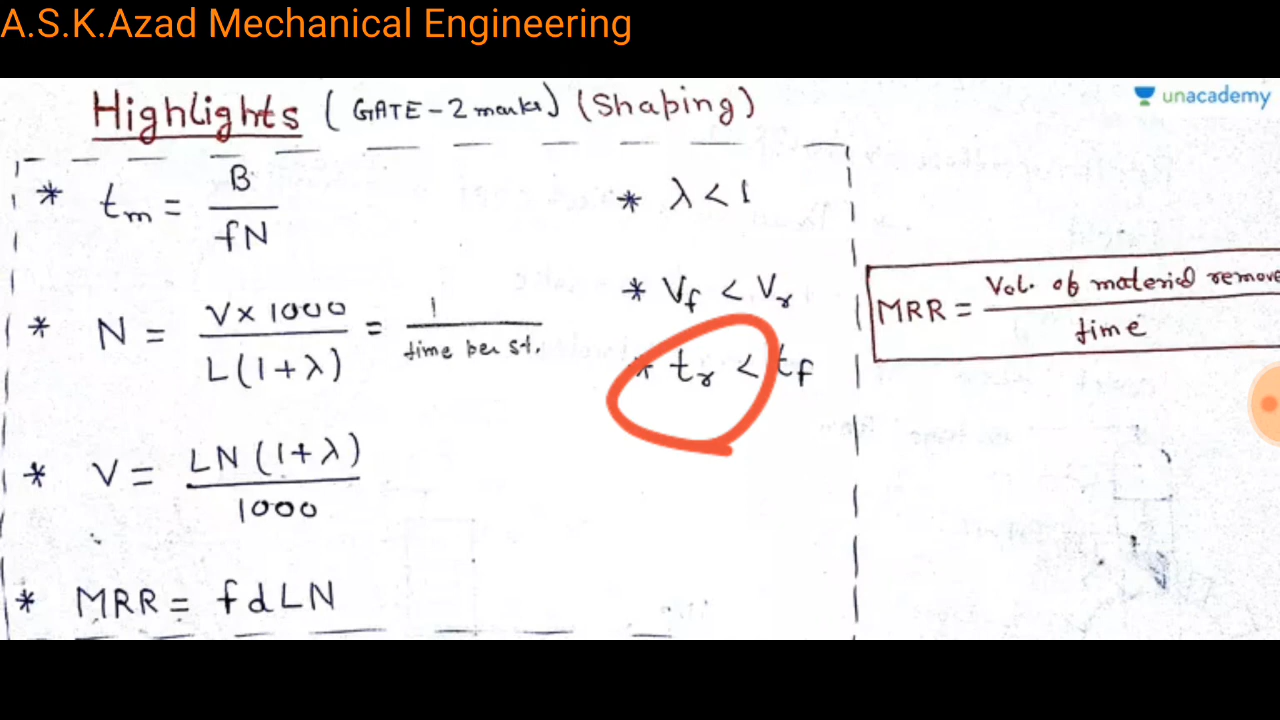 A.S.K.Azad Mechanical Engineering
Highlights (GATE-2 marks) (Shaping)
unacademy
* tm = B / fN
* λ < 1
* N = V×1000 / L(1+λ) = 1 / time per st.
* Vf < Vr
* tr < tf
MRR = Vol. of material remove / time
* V = LN(1+λ) / 1000
* MRR = fdLN